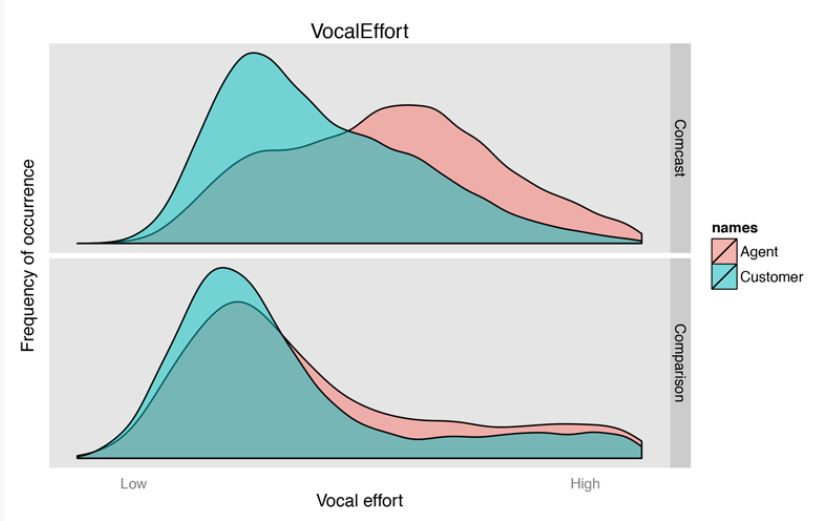 VocalEffort
Frequency of occurrence
Comcast
Comparison
names
Agent
Customer
Low
High
Vocal effort